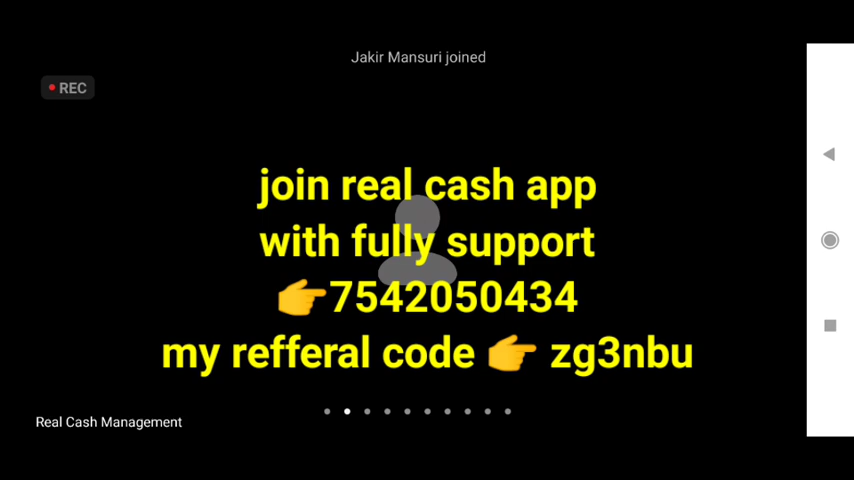 Jakir Mansuri joined
REC
join real cash app
with fully support
👉7542050434
my refferal code 👉 zg3nbu
Real Cash Management